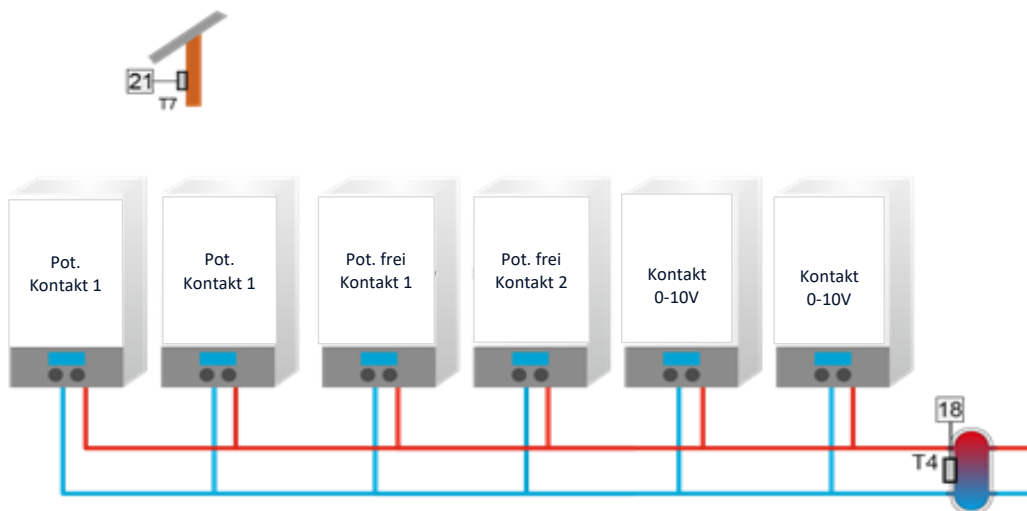 21
T7
Pot.
Kontakt 1
Pot.
Kontakt 1
Pot. frei
Kontakt 1
Pot. frei
Kontakt 2
Kontakt
0-10V
Kontakt
0-10V
18
T4